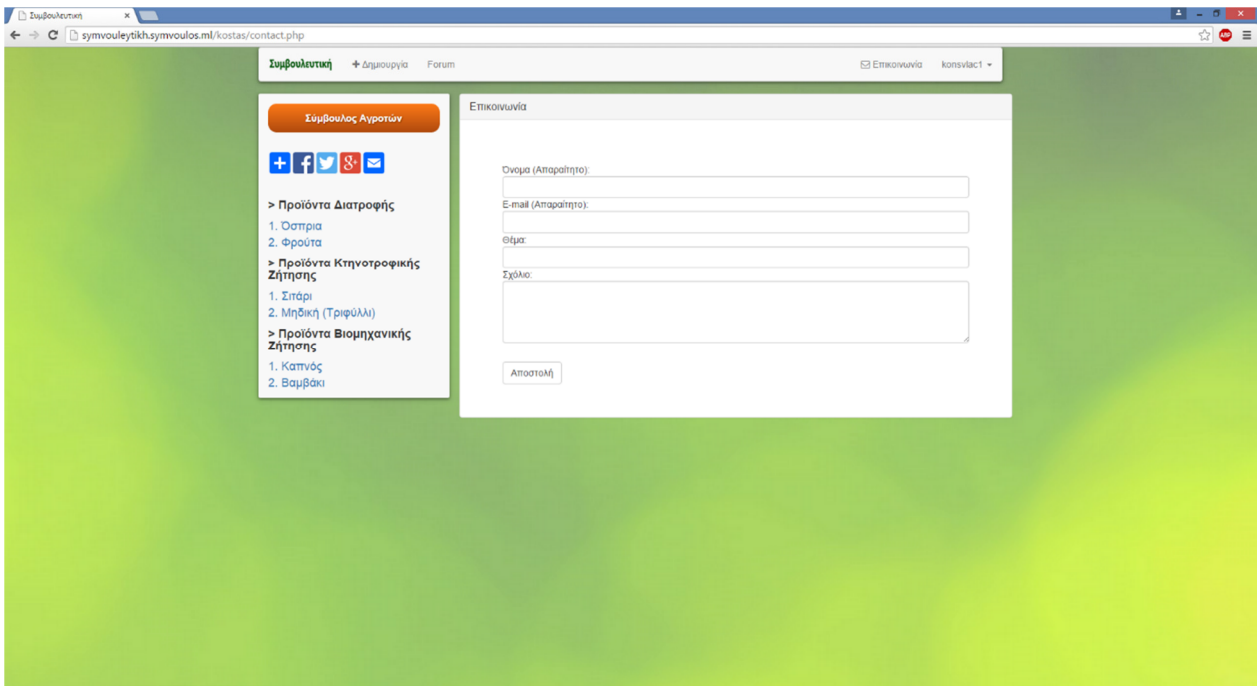 Συμβουλευτική
symvouleytikh.symvoulos.ml/kostas/contact.php
ABP
Συμβουλευτική + Δημιουργία Forum Επικοινωνία konsvlac1
Σύμβουλος Αγροτών
> Προϊόντα Διατροφής
1. Όσπρια
2. Φρούτα
> Προϊόντα Κτηνοτροφικής
Ζήτησης
1. Σιτάρι
2. Μηδική (Τριφύλλι)
> Προϊόντα Βιομηχανικής
Ζήτησης
1. Καπνός
2. Βαμβάκι
Επικοινωνία
Όνομα (Απαραίτητο):
E-mail (Απαραίτητο):
Θέμα:
Σχόλιο:
Αποστολή